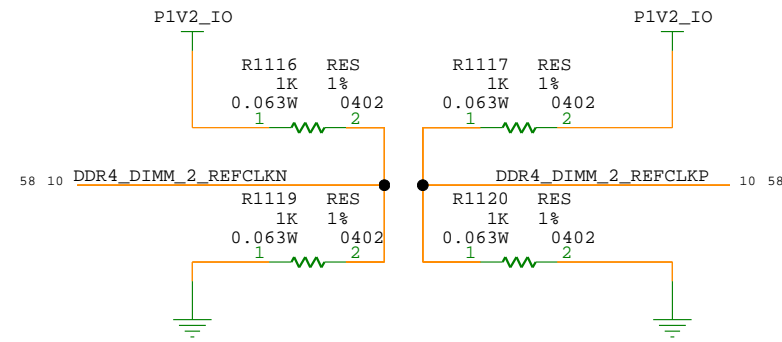 P1V2_IO P1V2_IO
R1116 RES R1117 RES
1K 1% 1K 1%
0.063W 0402 0.063W 0402
1 2 1 2
58 10 DDR4_DIMM_2_REFCLKN DDR4_DIMM_2_REFCLKP 10 58
R1119 RES R1120 RES
1K 1% 1K 1%
0.063W 0402 0.063W 0402
1 2 1 2